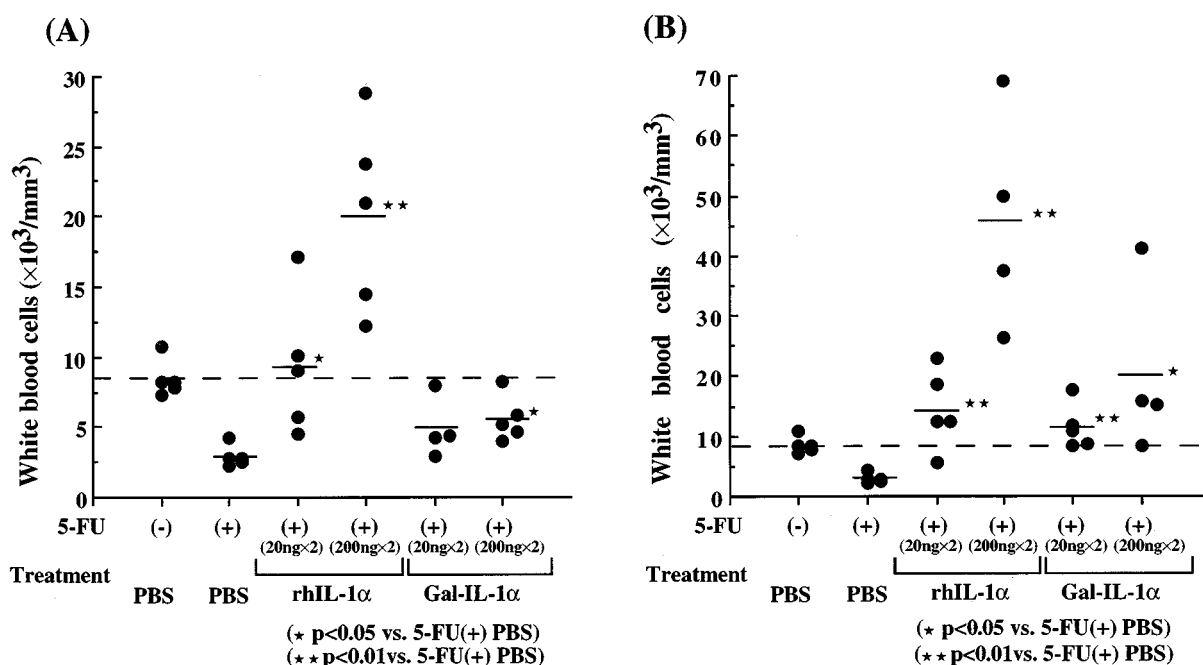 (A)
White blood cells (×10³/mm³)
30
25
20
15
10
5
0
★★
★
★
5-FU (-) (+) (+) (+) (+) (+)
(20ng×2) (200ng×2) (20ng×2) (200ng×2)
Treatment PBS PBS rhIL-1α Gal-IL-1α
(★ p<0.05 vs. 5-FU(+) PBS)
(★★p<0.01vs. 5-FU(+) PBS)
(B)
White blood cells (×10³/mm³)
70
60
50
40
30
20
10
0
★★
★★
★★
★
5-FU (-) (+) (+) (+) (+) (+)
(20ng×2) (200ng×2) (20ng×2) (200ng×2)
Treatment PBS PBS rhIL-1α Gal-IL-1α
(★ p<0.05 vs. 5-FU(+) PBS)
(★★p<0.01vs. 5-FU(+) PBS)